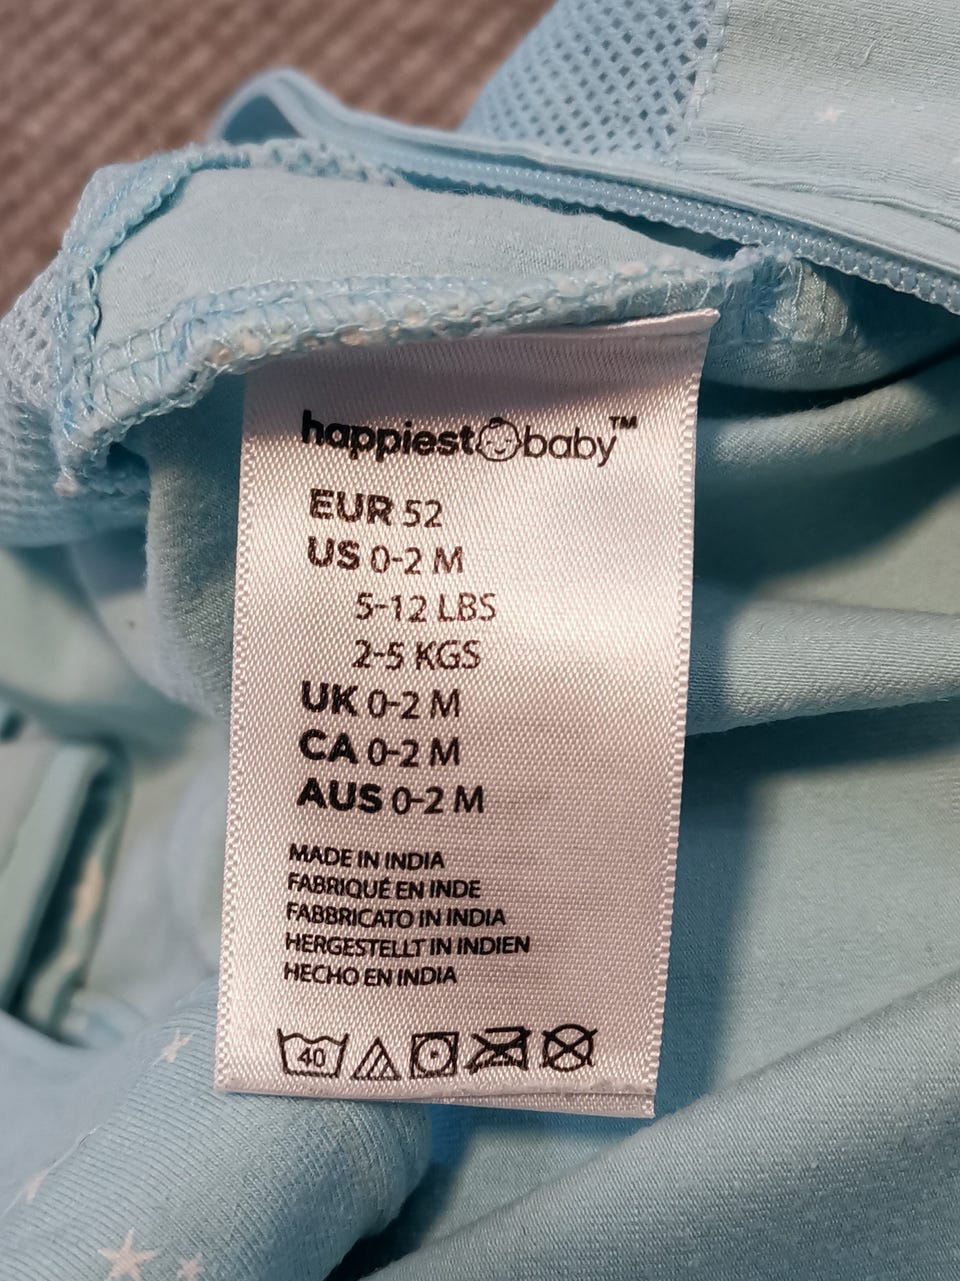 happiest baby™
EUR 52
US 0-2 M
5-12 LBS
2-5 KGS
UK 0-2 M
CA 0-2 M
AUS 0-2 M
MADE IN INDIA
FABRIQUÉ EN INDE
FABBRICATO IN INDIA
HERGESTELLT IN INDIEN
HECHO EN INDIA
40